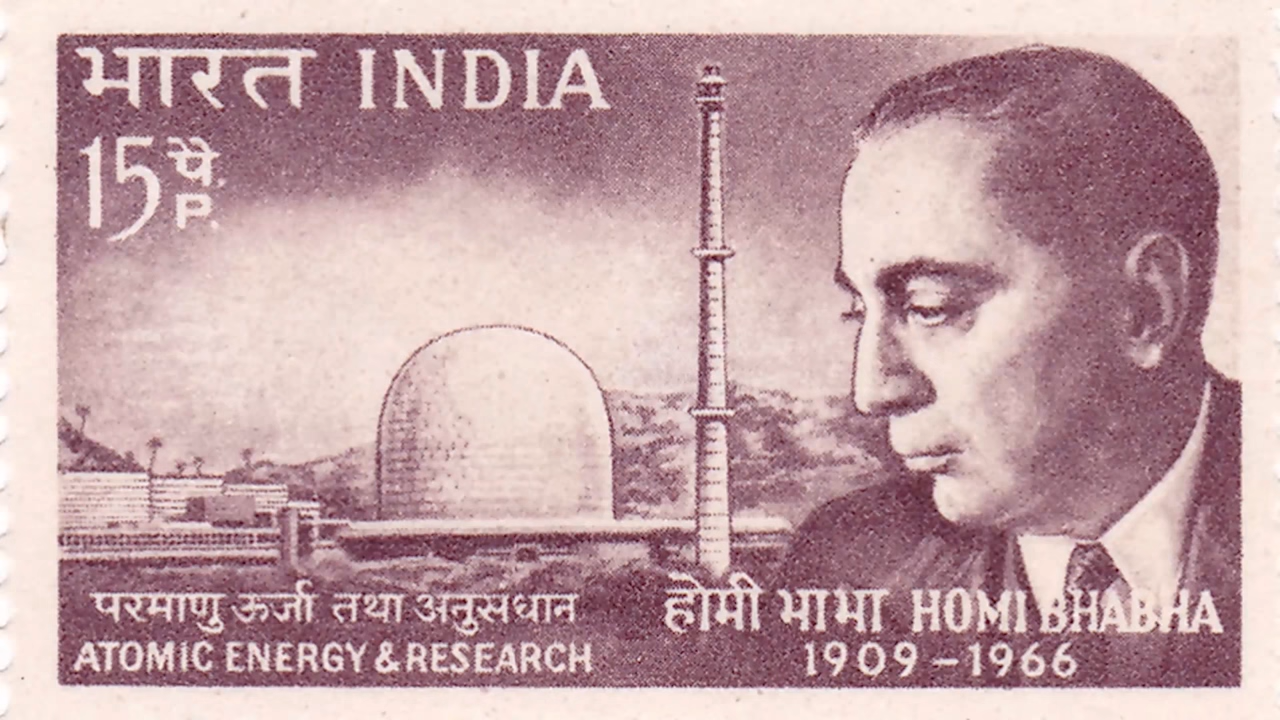 भारत INDIA
15 पै. P.
परमाणु ऊर्जा तथा अनुसंधान
ATOMIC ENERGY & RESEARCH
होमी भाभा HOMI BHABHA
1909-1966